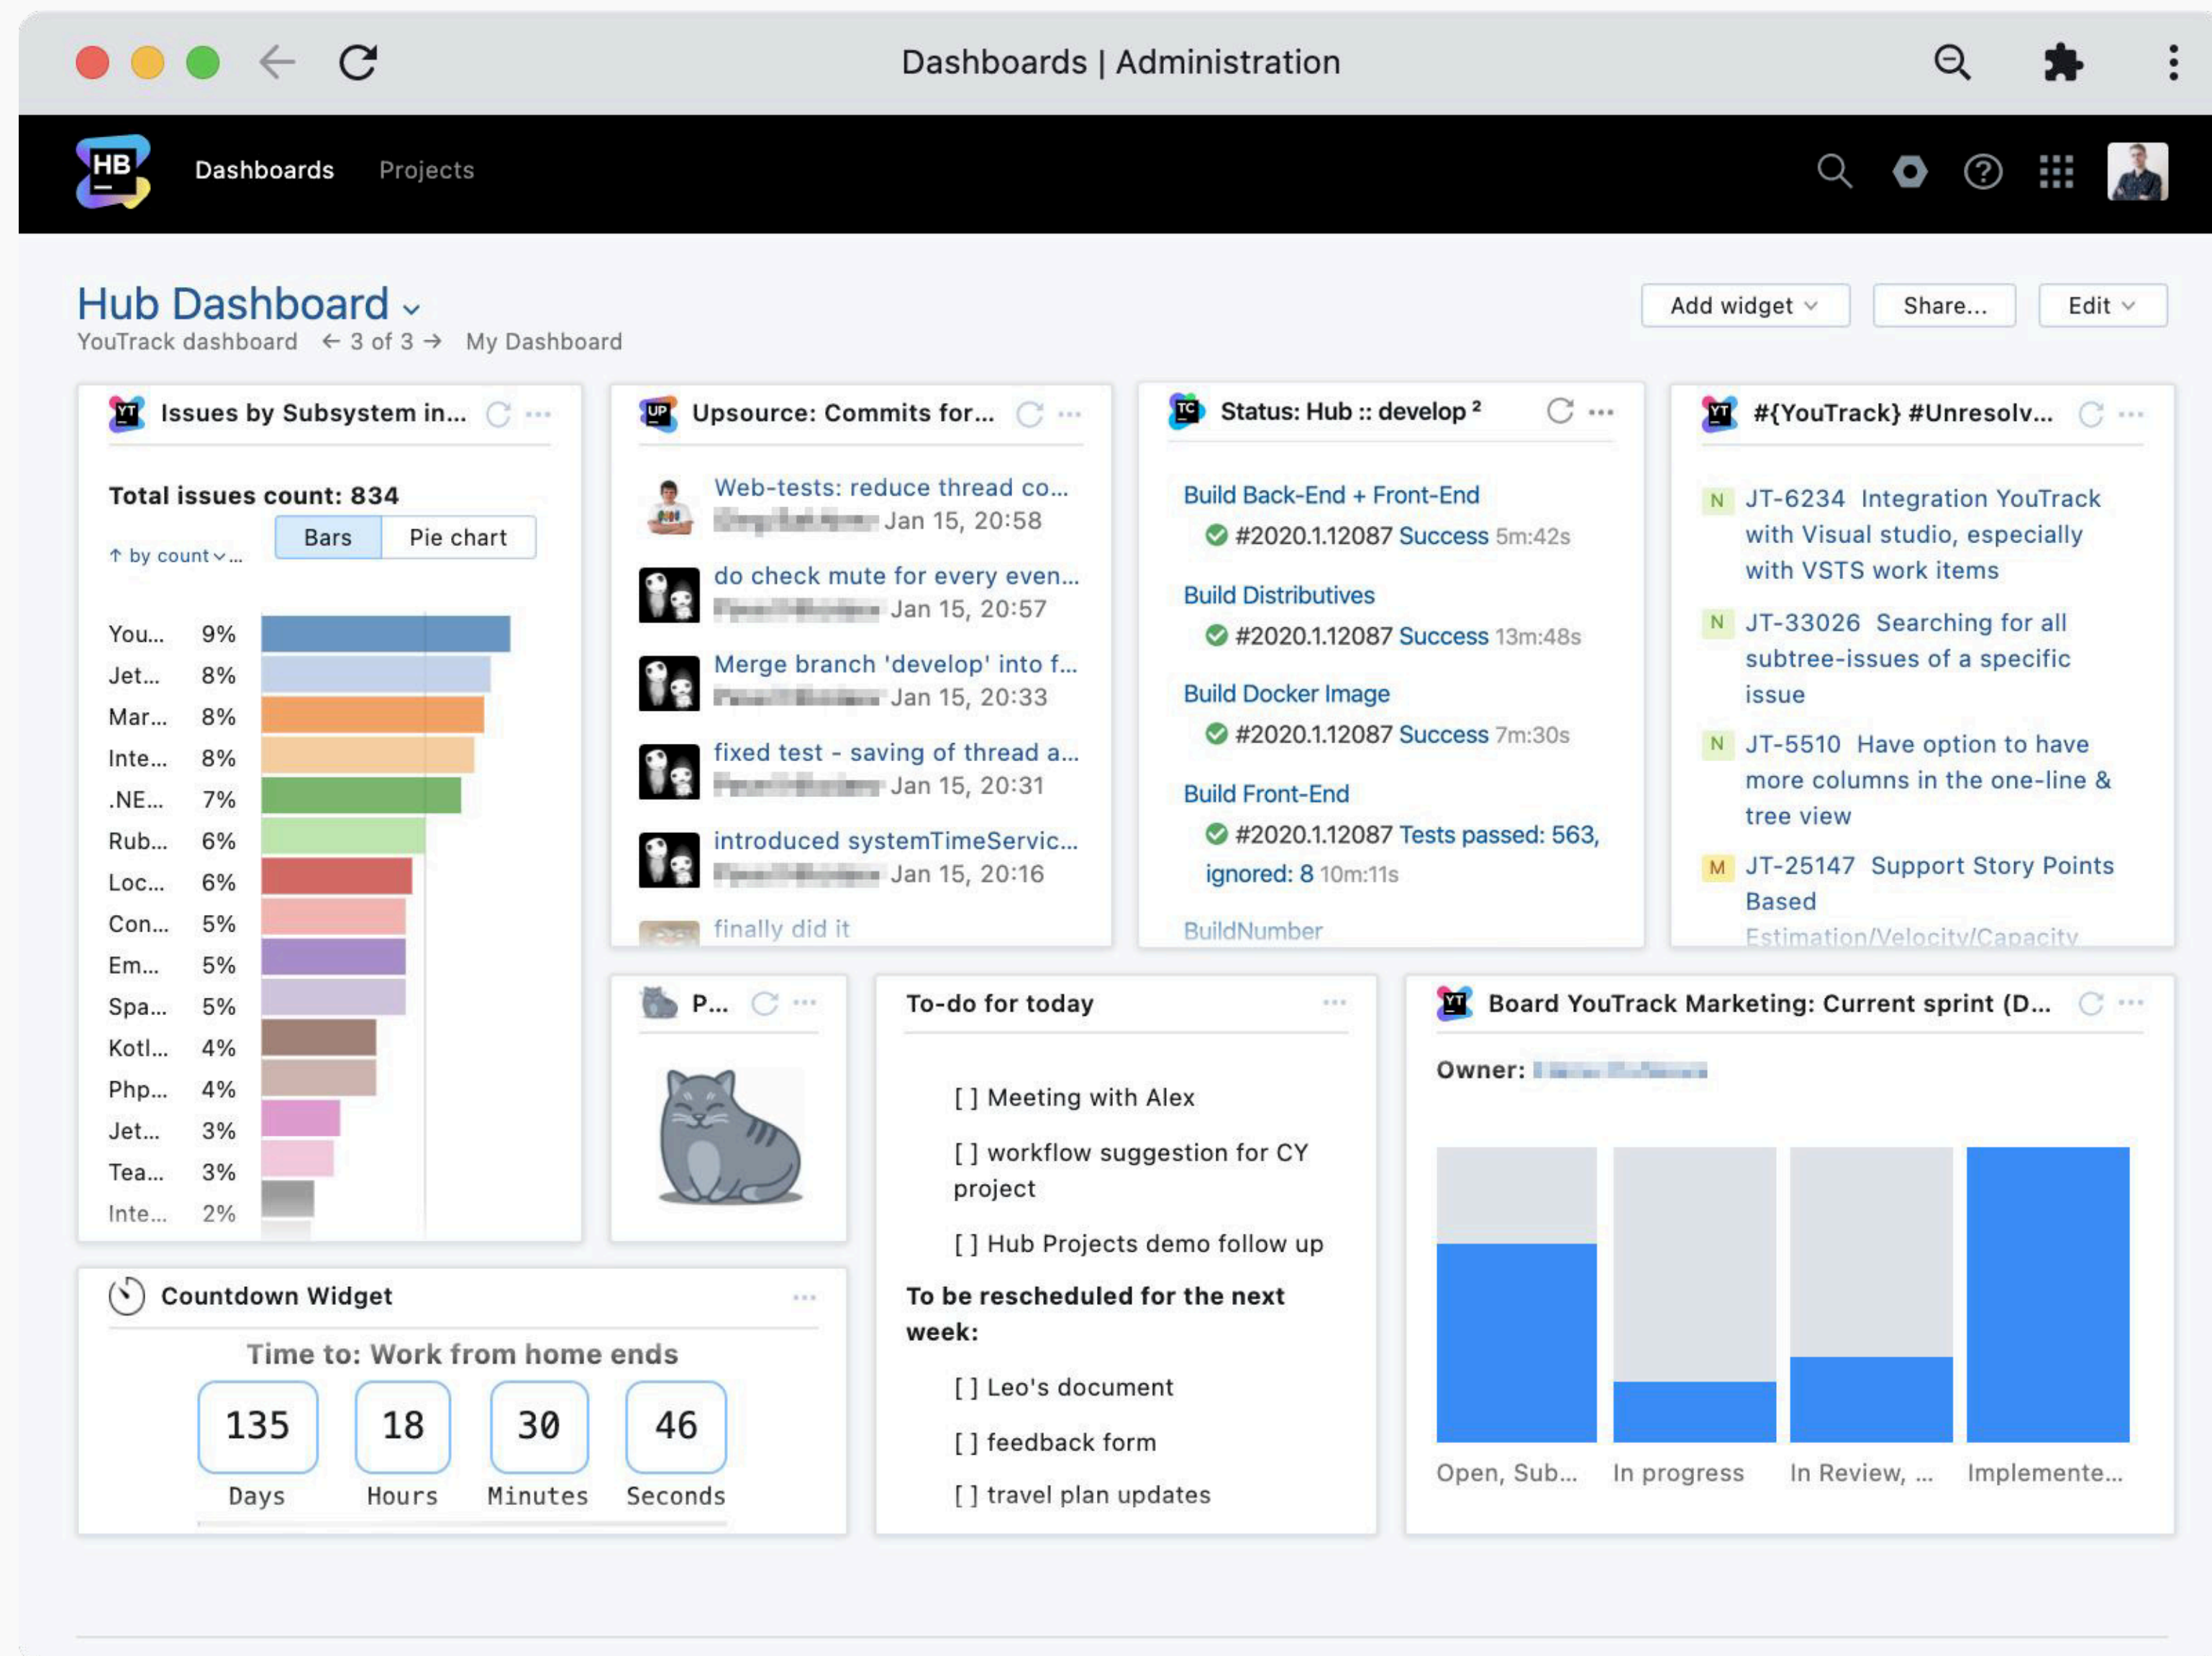 Dashboards | Administration
HB
Dashboards Projects
Hub Dashboard
YouTrack dashboard ← 3 of 3 → My Dashboard
Add widget Share... Edit
YT Issues by Subsystem in...
Total issues count: 834
↑ by count ...
Bars Pie chart
You... 9%
Jet... 8%
Mar... 8%
Inte... 8%
.NE... 7%
Rub... 6%
Loc... 6%
Con... 5%
Em... 5%
Spa... 5%
Kotl... 4%
Php... 4%
Jet... 3%
Tea... 3%
Inte... 2%
UP Upsource: Commits for...
Web-tests: reduce thread co...
Jan 15, 20:58
do check mute for every even...
Jan 15, 20:57
Merge branch 'develop' into f...
Jan 15, 20:33
fixed test - saving of thread a...
Jan 15, 20:31
introduced systemTimeServic...
Jan 15, 20:16
finally did it
TC Status: Hub :: develop ²
Build Back-End + Front-End
#2020.1.12087 Success 5m:42s
Build Distributives
#2020.1.12087 Success 13m:48s
Build Docker Image
#2020.1.12087 Success 7m:30s
Build Front-End
#2020.1.12087 Tests passed: 563,
ignored: 8 10m:11s
BuildNumber
YT #{YouTrack} #Unresolv...
N JT-6234 Integration YouTrack
with Visual studio, especially
with VSTS work items
N JT-33026 Searching for all
subtree-issues of a specific
issue
N JT-5510 Have option to have
more columns in the one-line &
tree view
M JT-25147 Support Story Points
Based
Estimation/Velocity/Capacity
P...
To-do for today
[ ] Meeting with Alex
[ ] workflow suggestion for CY
project
[ ] Hub Projects demo follow up
To be rescheduled for the next
week:
[ ] Leo's document
[ ] feedback form
[ ] travel plan updates
YT Board YouTrack Marketing: Current sprint (D...
Owner:
Open, Sub... In progress In Review, ... Implemente...
Countdown Widget
Time to: Work from home ends
135 18 30 46
Days Hours Minutes Seconds